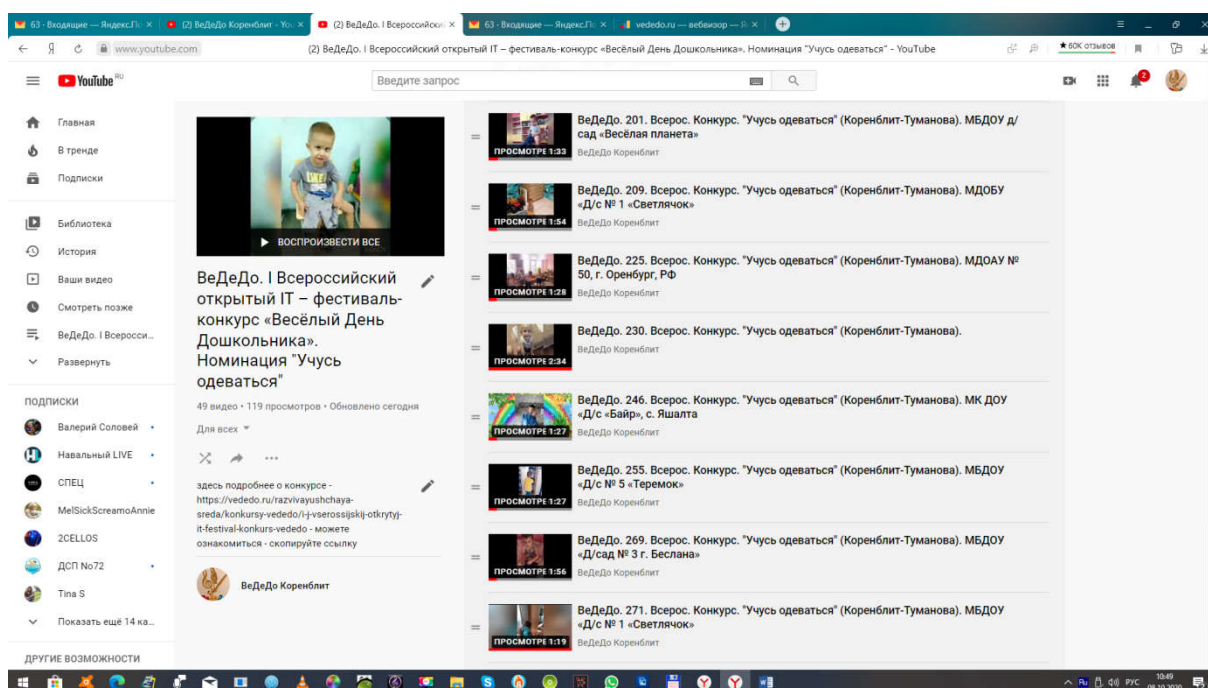 63 · Входящие — Яндекс.По
(2) ВеДеДо Коренблит - You
(2) ВеДеДо. I Всероссийски
63 · Входящие — Яндекс.По
vededo.ru — вебвизор — Я
www.youtube.com
(2) ВеДеДо. I Всероссийский открытый IT – фестиваль-конкурс «Весёлый День Дошкольника». Номинация "Учусь одеваться" - YouTube
★ 60К отзывов
YouTube RU
Введите запрос
2
Главная
В тренде
Подписки
Библиотека
История
Ваши видео
Смотреть позже
ВеДеДо. I Всеросси...
Развернуть
ПОДПИСКИ
Валерий Соловей
Навальный LIVE
СПЕЦ
MelSickScreamoAnnie
2CELLOS
ДСП No72
Tina S
Показать ещё 14 ка...
ДРУГИЕ ВОЗМОЖНОСТИ
ВОСПРОИЗВЕСТИ ВСЕ
ВеДеДо. I Всероссийский
открытый IT – фестиваль-
конкурс «Весёлый День
Дошкольника».
Номинация "Учусь
одеваться"
49 видео • 119 просмотров • Обновлено сегодня
Для всех
здесь подробнее о конкурсе -
https://vededo.ru/razvivayushchaya-
sreda/konkursy-vededo/i-j-vserossijskij-otkrytyj-
it-festival-konkurs-vededo - можете
ознакомиться - скопируйте ссылку
ВеДеДо Коренблит
ВеДеДо. 201. Всерос. Конкурс. "Учусь одеваться" (Коренблит-Туманова). МБДОУ д/
сад «Весёлая планета»
ПРОСМОТРЕ 1:33
ВеДеДо Коренблит
ВеДеДо. 209. Всерос. Конкурс. "Учусь одеваться" (Коренблит-Туманова). МДОБУ
«Д/с № 1 «Светлячок»
ПРОСМОТРЕ 1:54
ВеДеДо Коренблит
ВеДеДо. 225. Всерос. Конкурс. "Учусь одеваться" (Коренблит-Туманова). МДОАУ №
50, г. Оренбург, РФ
ПРОСМОТРЕ 1:28
ВеДеДо Коренблит
ВеДеДо. 230. Всерос. Конкурс. "Учусь одеваться" (Коренблит-Туманова).
ВеДеДо Коренблит
ПРОСМОТРЕ 2:34
ВеДеДо. 246. Всерос. Конкурс. "Учусь одеваться" (Коренблит-Туманова). МК ДОУ
«Д/с «Байр», с. Яшалта
ПРОСМОТРЕ 1:27
ВеДеДо Коренблит
ВеДеДо. 255. Всерос. Конкурс. "Учусь одеваться" (Коренблит-Туманова). МБДОУ
«Д/с № 5 «Теремок»
ПРОСМОТРЕ 1:27
ВеДеДо Коренблит
ВеДеДо. 269. Всерос. Конкурс. "Учусь одеваться" (Коренблит-Туманова). МБДОУ
«Д/сад № 3 г. Беслана»
ПРОСМОТРЕ 1:56
ВеДеДо Коренблит
ВеДеДо. 271. Всерос. Конкурс. "Учусь одеваться" (Коренблит-Туманова). МБДОУ
«Д/с № 1 «Светлячок»
ПРОСМОТРЕ 1:19
ВеДеДо Коренблит
Ru
РУС
10:49
08.10.2020